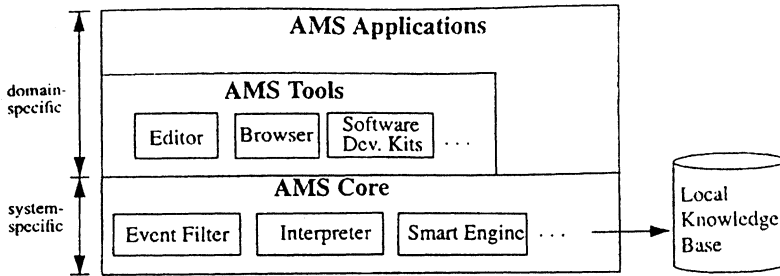 AMS Applications
domain-
specific
AMS Tools
Editor
Browser
Software
Dev. Kits
. . .
AMS Core
system-
specific
Event Filter
Interpreter
Smart Engine
. . .
Local
Knowledge
Base